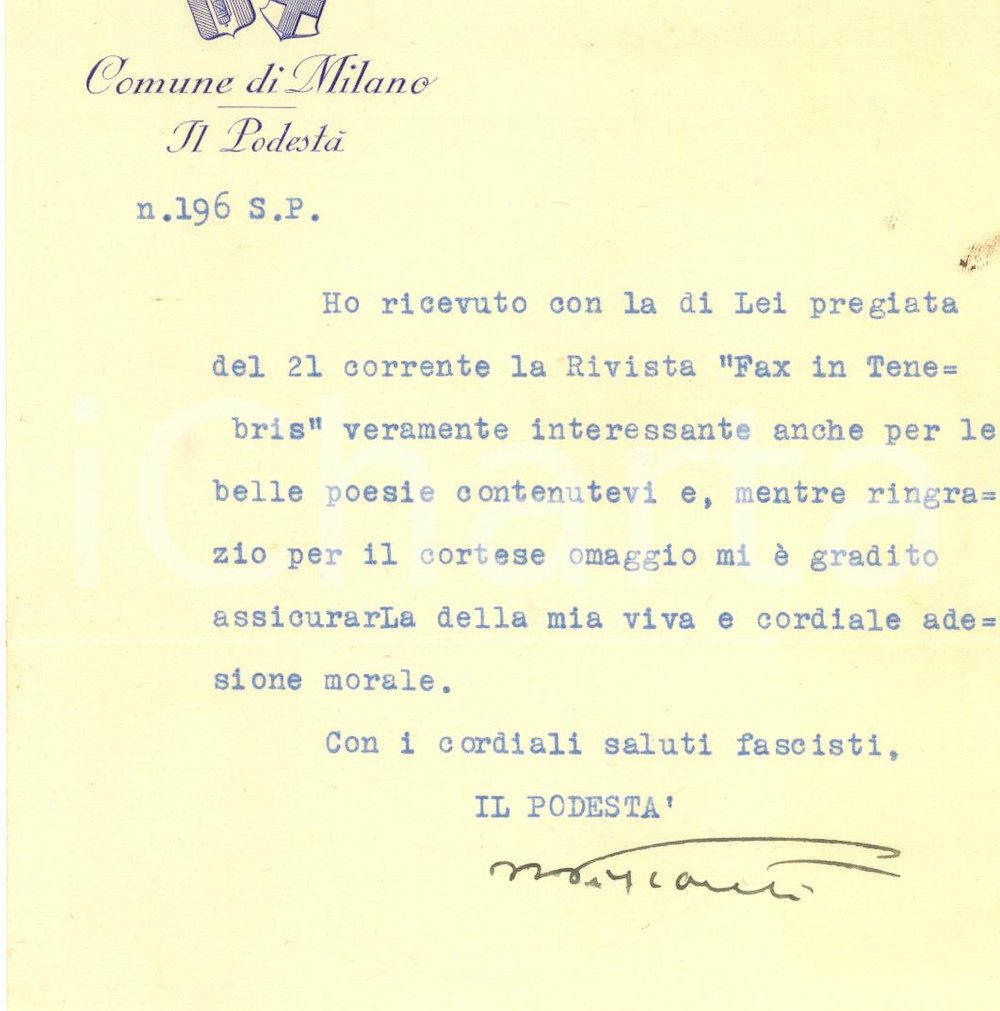 Comune di Milano
Il Podestà
n.196 S.P.
Ho ricevuto con la di Lei pregiata
del 21 corrente la Rivista "Fax in Tene=
bris" veramente interessante anche per le
belle poesie contenutevi e, mentre ringra=
zio per il cortese omaggio mi è gradito
assicurarLa della mia viva e cordiale ade=
sione morale.
Con i cordiali saluti fascisti,
IL PODESTA'
Visconti
iCharta